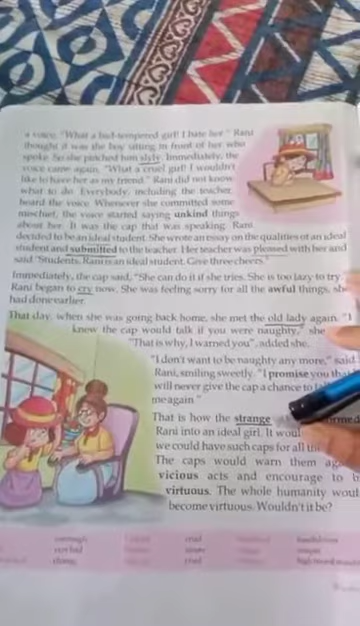 a voice, "What a bad-tempered girl! I hate her." Rani
thought it was the boy sitting in front of her who
spoke. So she pinched him slyly. Immediately, the
voice came again, "What a cruel girl! I wouldn't
like to have her as my friend." Rani did not know
what to do. Everybody, including the teacher,
heard the voice. Whenever she committed some
mischief, the voice started saying unkind things
about her. It was the cap that was speaking. Rani
decided to be an ideal student. She wrote an essay on the qualities of an ideal
student and submitted to the teacher. Her teacher was pleased with her and
said "Students, Rani is an ideal student. Give three cheers."
Immediately, the cap said, "She can do it if she tries. She is too lazy to try."
Rani began to cry now. She was feeling sorry for all the awful things, she
had done earlier.
That day, when she was going back home, she met the old lady again. "I
knew the cap would talk if you were naughty," she
"That is why, I warned you", added she.
"I don't want to be naughty any more," said
Rani, smiling sweetly. "I promise you that
will never give the cap a chance to
me again."
That is how the strange
Rani into an ideal girl. It
we could have such caps for all
The caps would warn them
vicious acts and encourage to
virtuous. The whole humanity
become virtuous. Wouldn't it be?
very bad
cruel